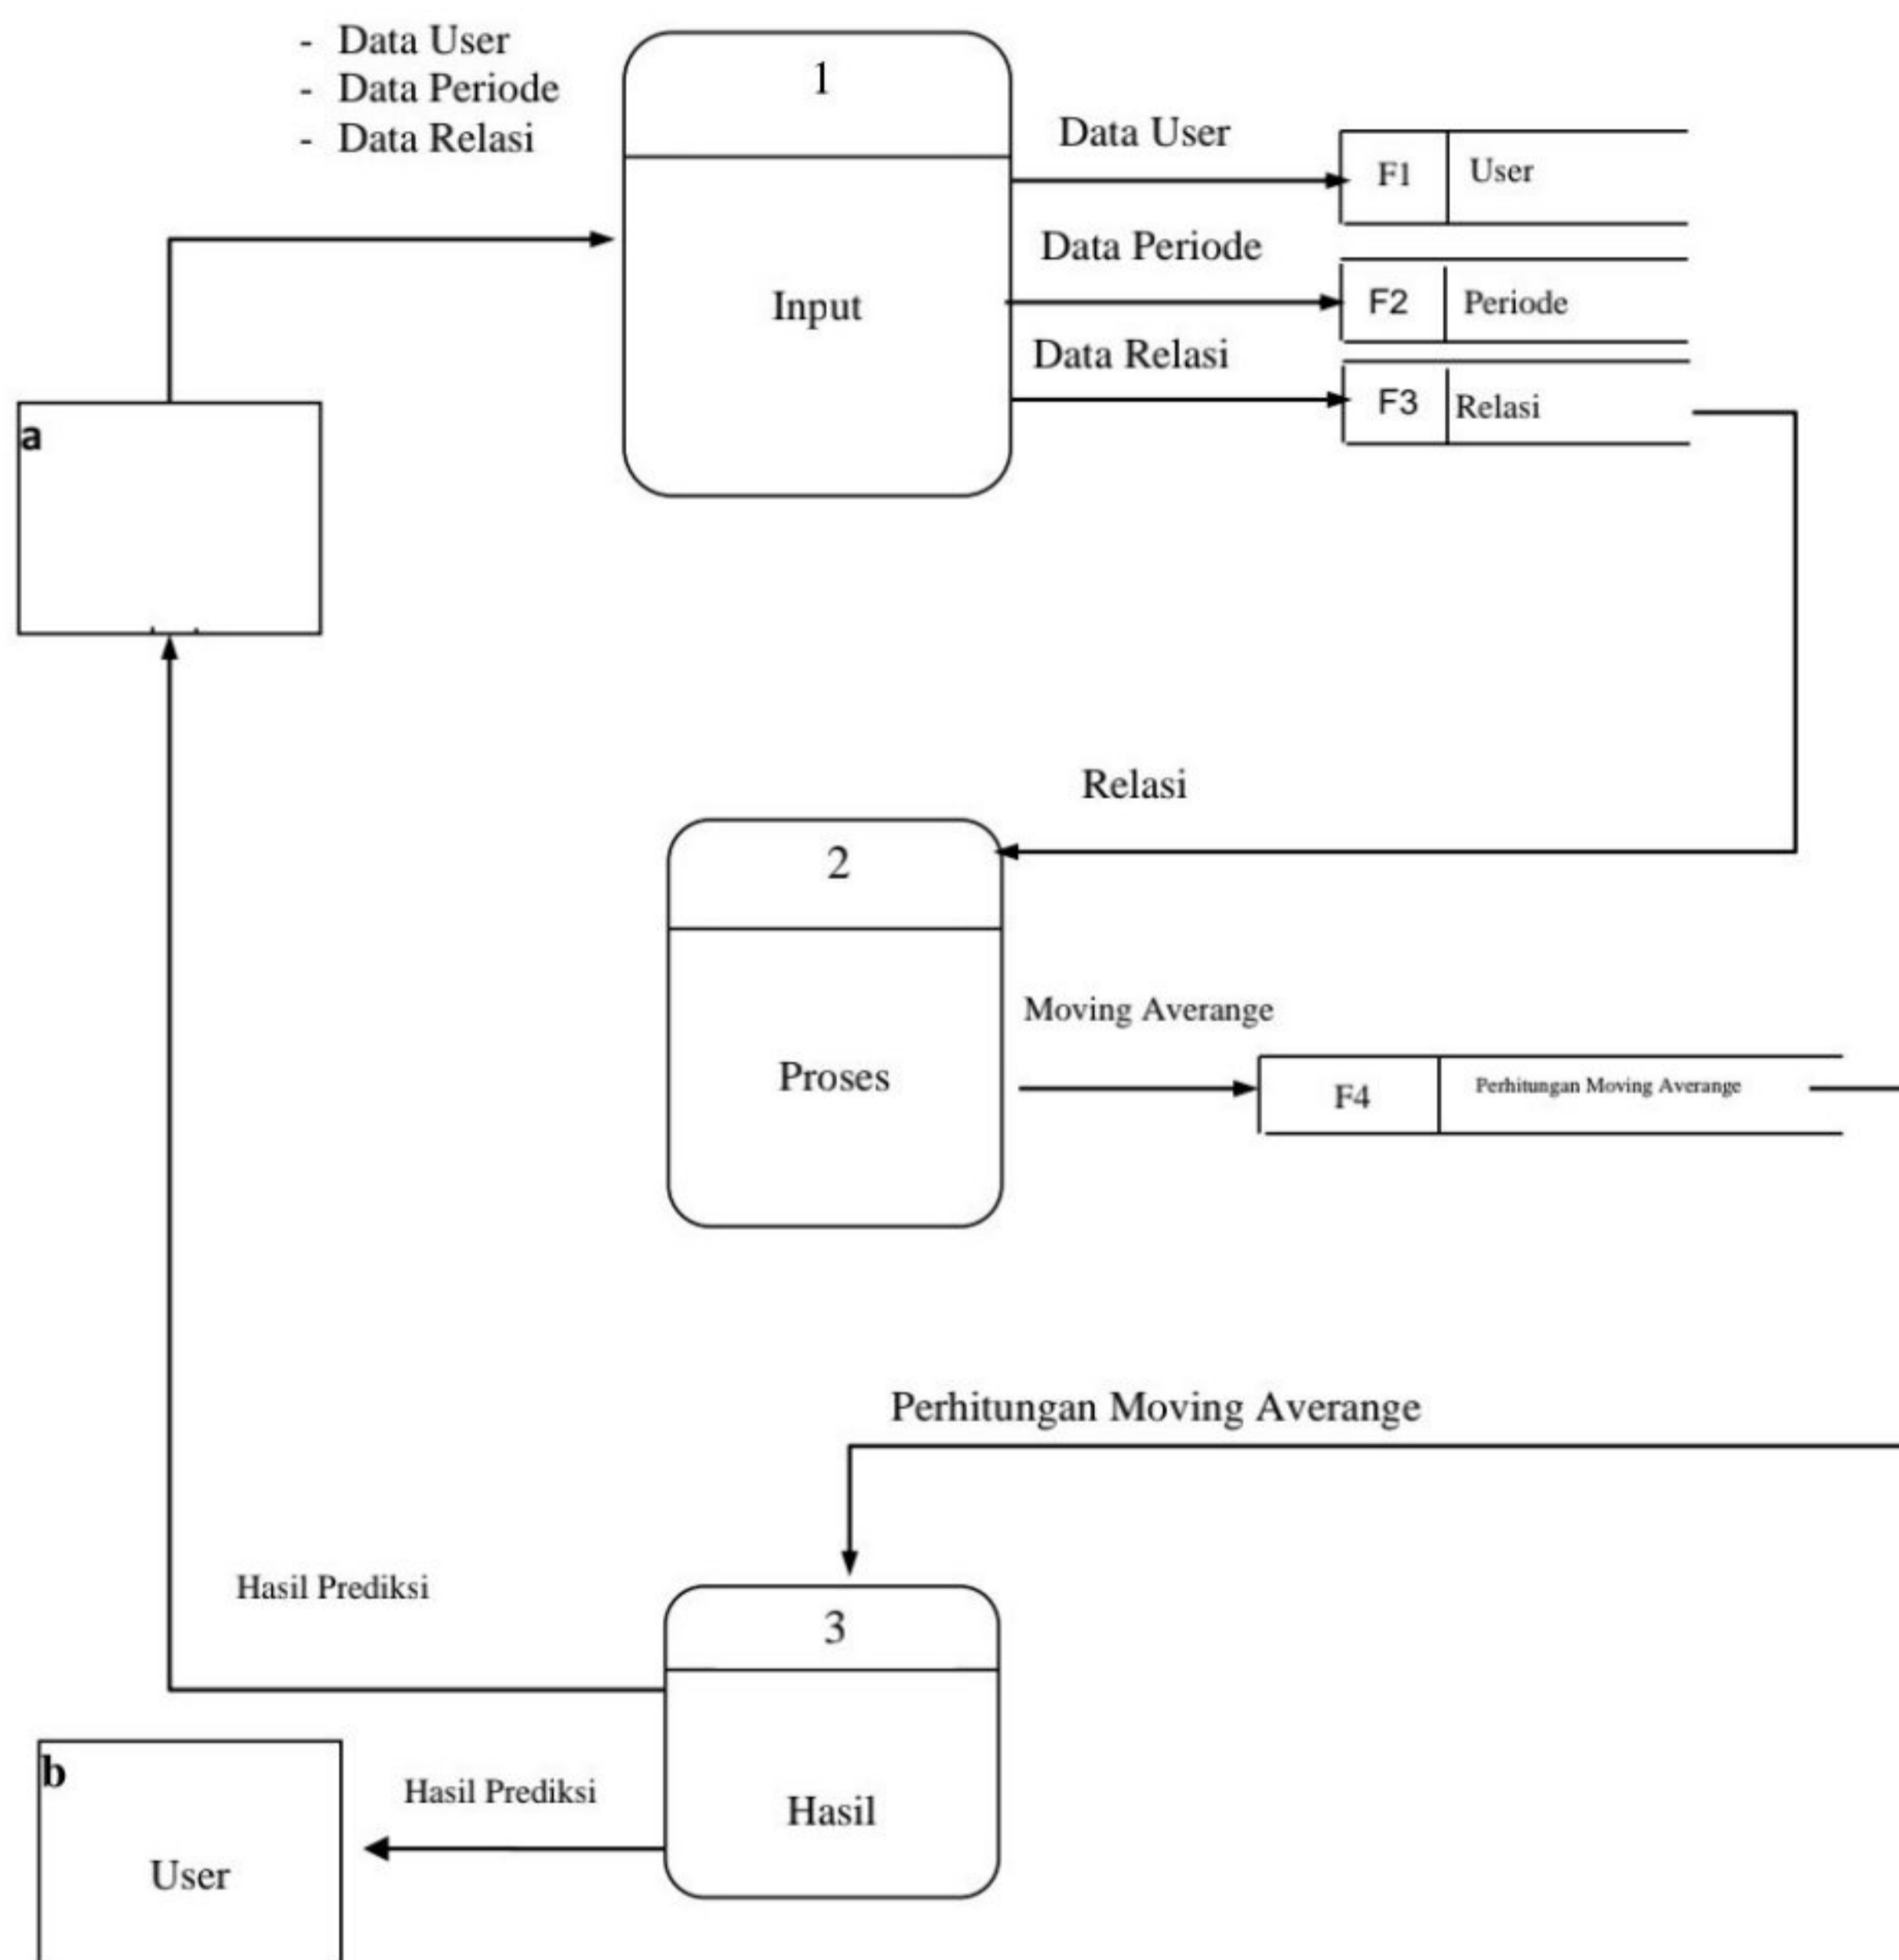 - Data User
- Data Periode
- Data Relasi
1
Input
Data User
F1 User
Data Periode
F2 Periode
Data Relasi
F3 Relasi
a
Relasi
2
Proses
Moving Averange
F4 Perhitungan Moving Averange
Perhitungan Moving Averange
Hasil Prediksi
3
Hasil
Hasil Prediksi
b
User